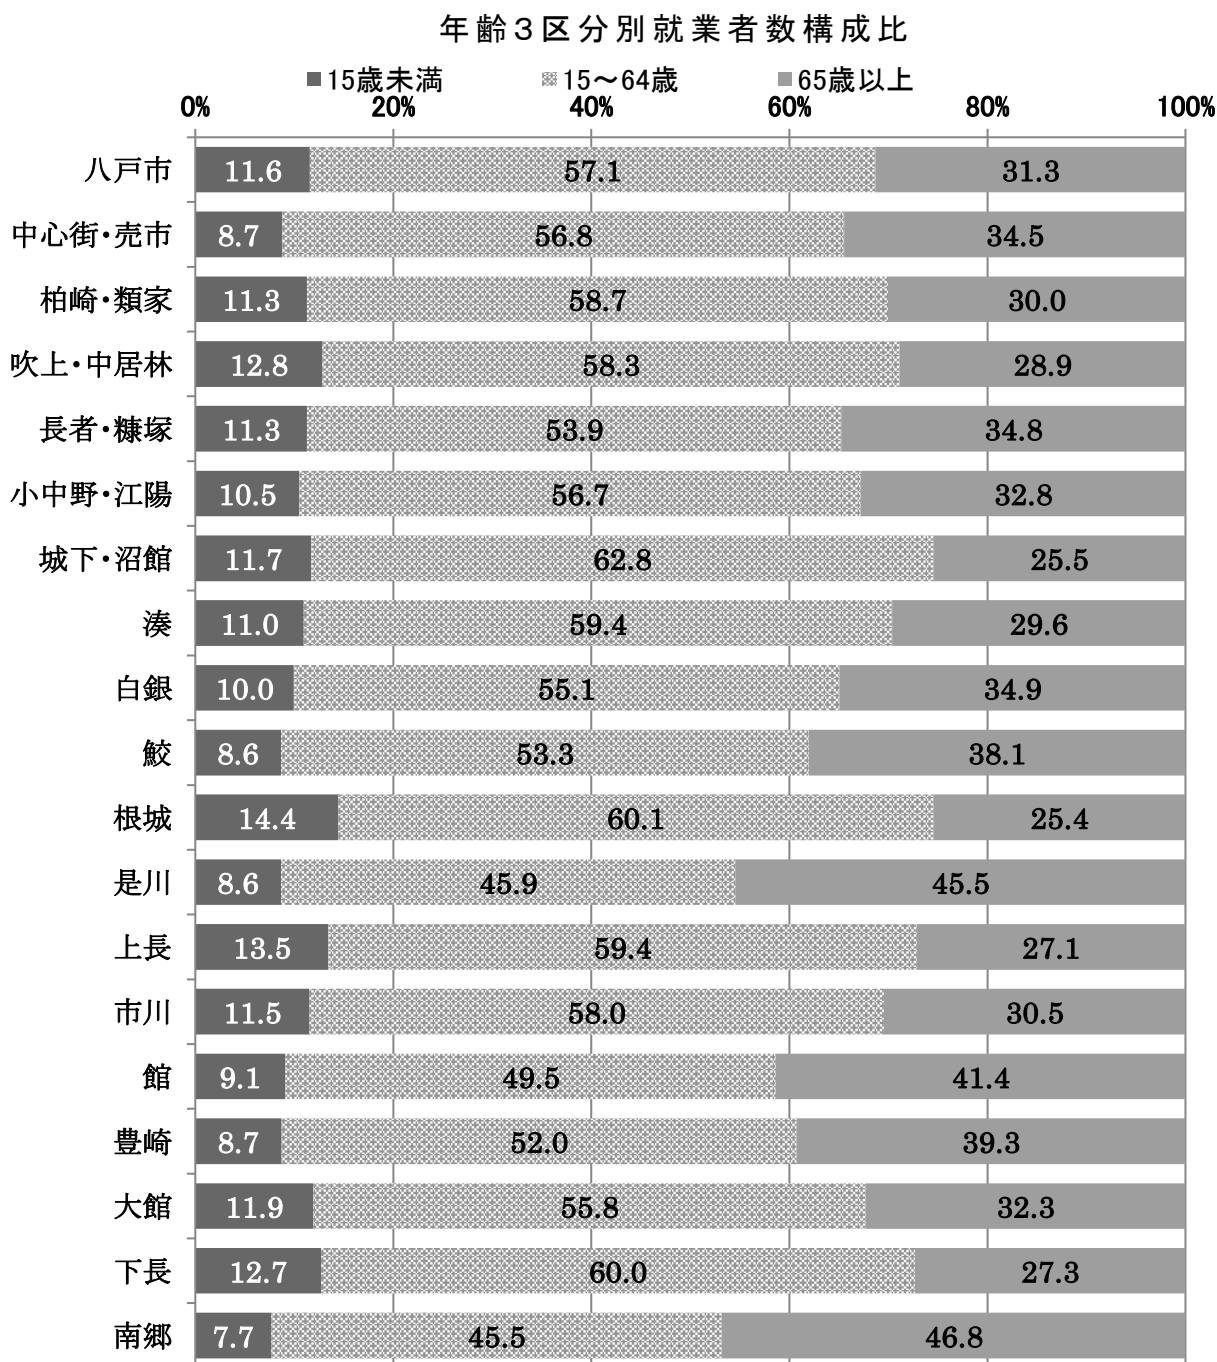 年齢３区分別就業者数構成比
15歳未満 15～64歳 65歳以上
0% 20% 40% 60% 80% 100%
八戸市 11.6 57.1 31.3
中心街・売市 8.7 56.8 34.5
柏崎・類家 11.3 58.7 30.0
吹上・中居林 12.8 58.3 28.9
長者・糠塚 11.3 53.9 34.8
小中野・江陽 10.5 56.7 32.8
城下・沼館 11.7 62.8 25.5
湊 11.0 59.4 29.6
白銀 10.0 55.1 34.9
鮫 8.6 53.3 38.1
根城 14.4 60.1 25.4
是川 8.6 45.9 45.5
上長 13.5 59.4 27.1
市川 11.5 58.0 30.5
館 9.1 49.5 41.4
豊崎 8.7 52.0 39.3
大館 11.9 55.8 32.3
下長 12.7 60.0 27.3
南郷 7.7 45.5 46.8